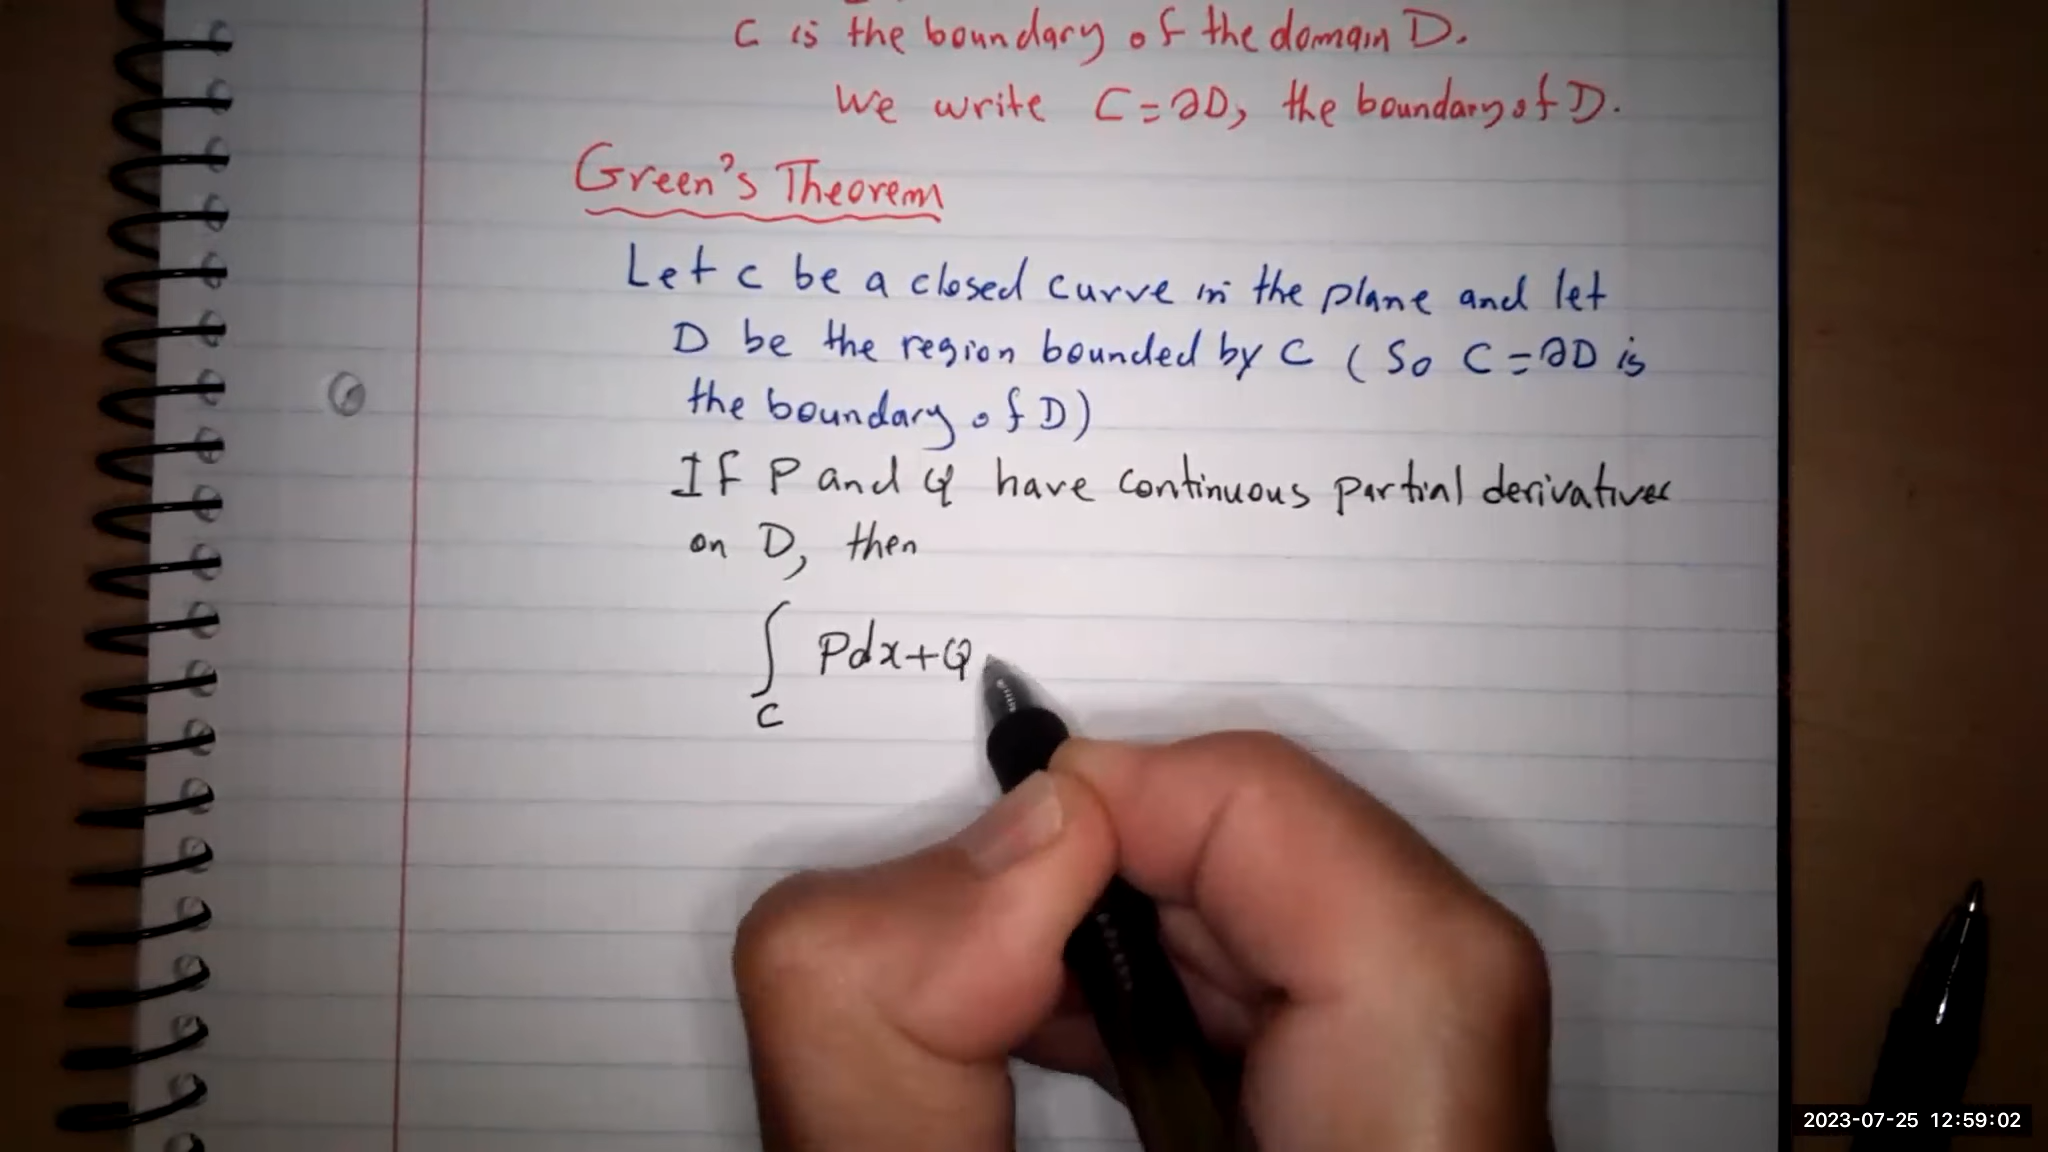 C is the boundary of the domain D.
We write C=∂D, the boundary of D.
Green's Theorem
Let C be a closed curve in the plane and let
D be the region bounded by C (So C=∂D is
the boundary of D)
If P and Q have continuous partial derivatives
on D, then
∫ Pdx+Q
C
2023-07-25 12:59:02